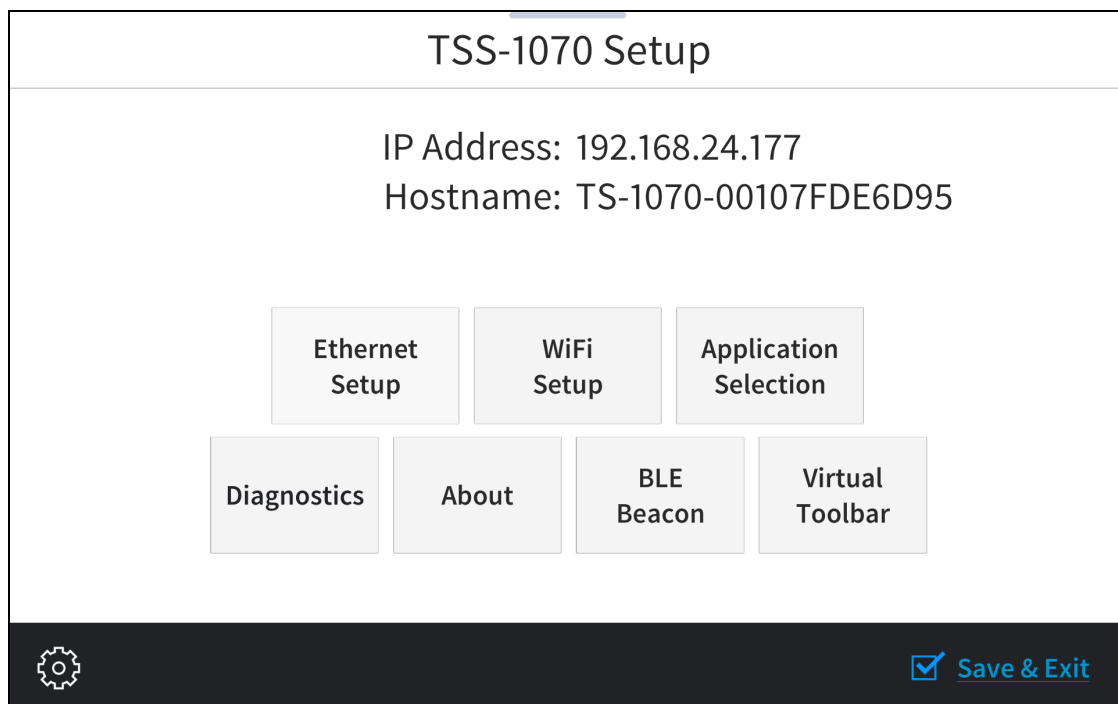 TSS-1070 Setup
IP Address: 192.168.24.177
Hostname: TS-1070-00107FDE6D95
Ethernet
Setup
WiFi
Setup
Application
Selection
Diagnostics
About
BLE
Beacon
Virtual
Toolbar
Save & Exit